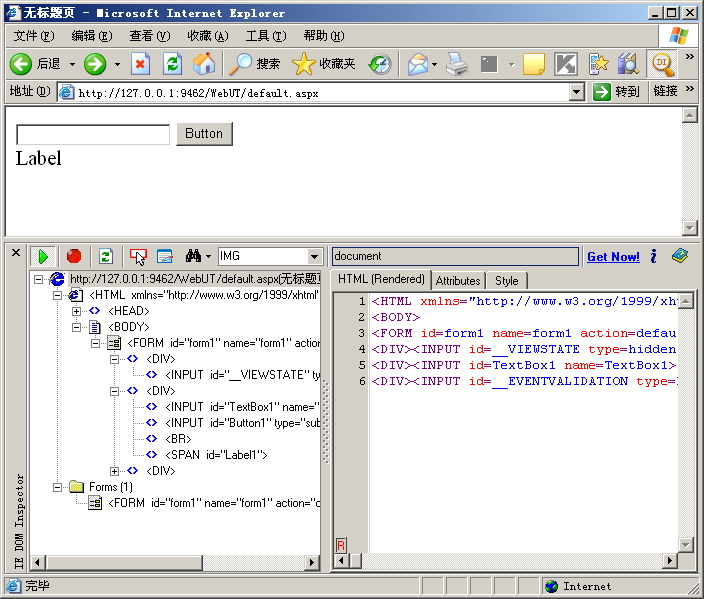 无标题页 - Microsoft Internet Explorer
文件(F) 编辑(E) 查看(V) 收藏(A) 工具(T) 帮助(H)
后退 搜索 收藏夹 DI »
地址(D) http://127.0.0.1:9462/WebUT/default.aspx 转到 链接 »
Button
Label
IMG document Get Now!
http://127.0.0.1:9462/WebUT/default.aspx(无标题页
<HTML xmlns="http://www.w3.org/1999/xhtml"
<HEAD>
<BODY>
<FORM id="form1" name="form1" action
<DIV>
<INPUT id="__VIEWSTATE" ty
<DIV>
<INPUT id="TextBox1" name="
<INPUT id="Button1" type="sub
<BR>
<SPAN id="Label1">
<DIV>
Forms (1)
<FORM id="form1" name="form1" action="c
IE DOM Inspector
HTML (Rendered) Attributes Style
1 <HTML xmlns="http://www.w3.org/1999/xh
2 <BODY>
3 <FORM id=form1 name=form1 action=defau
4 <DIV><INPUT id=__VIEWSTATE type=hidden
5 <DIV><INPUT id=TextBox1 name=TextBox1>
6 <DIV><INPUT id=__EVENTVALIDATION type=
R
完毕 Internet